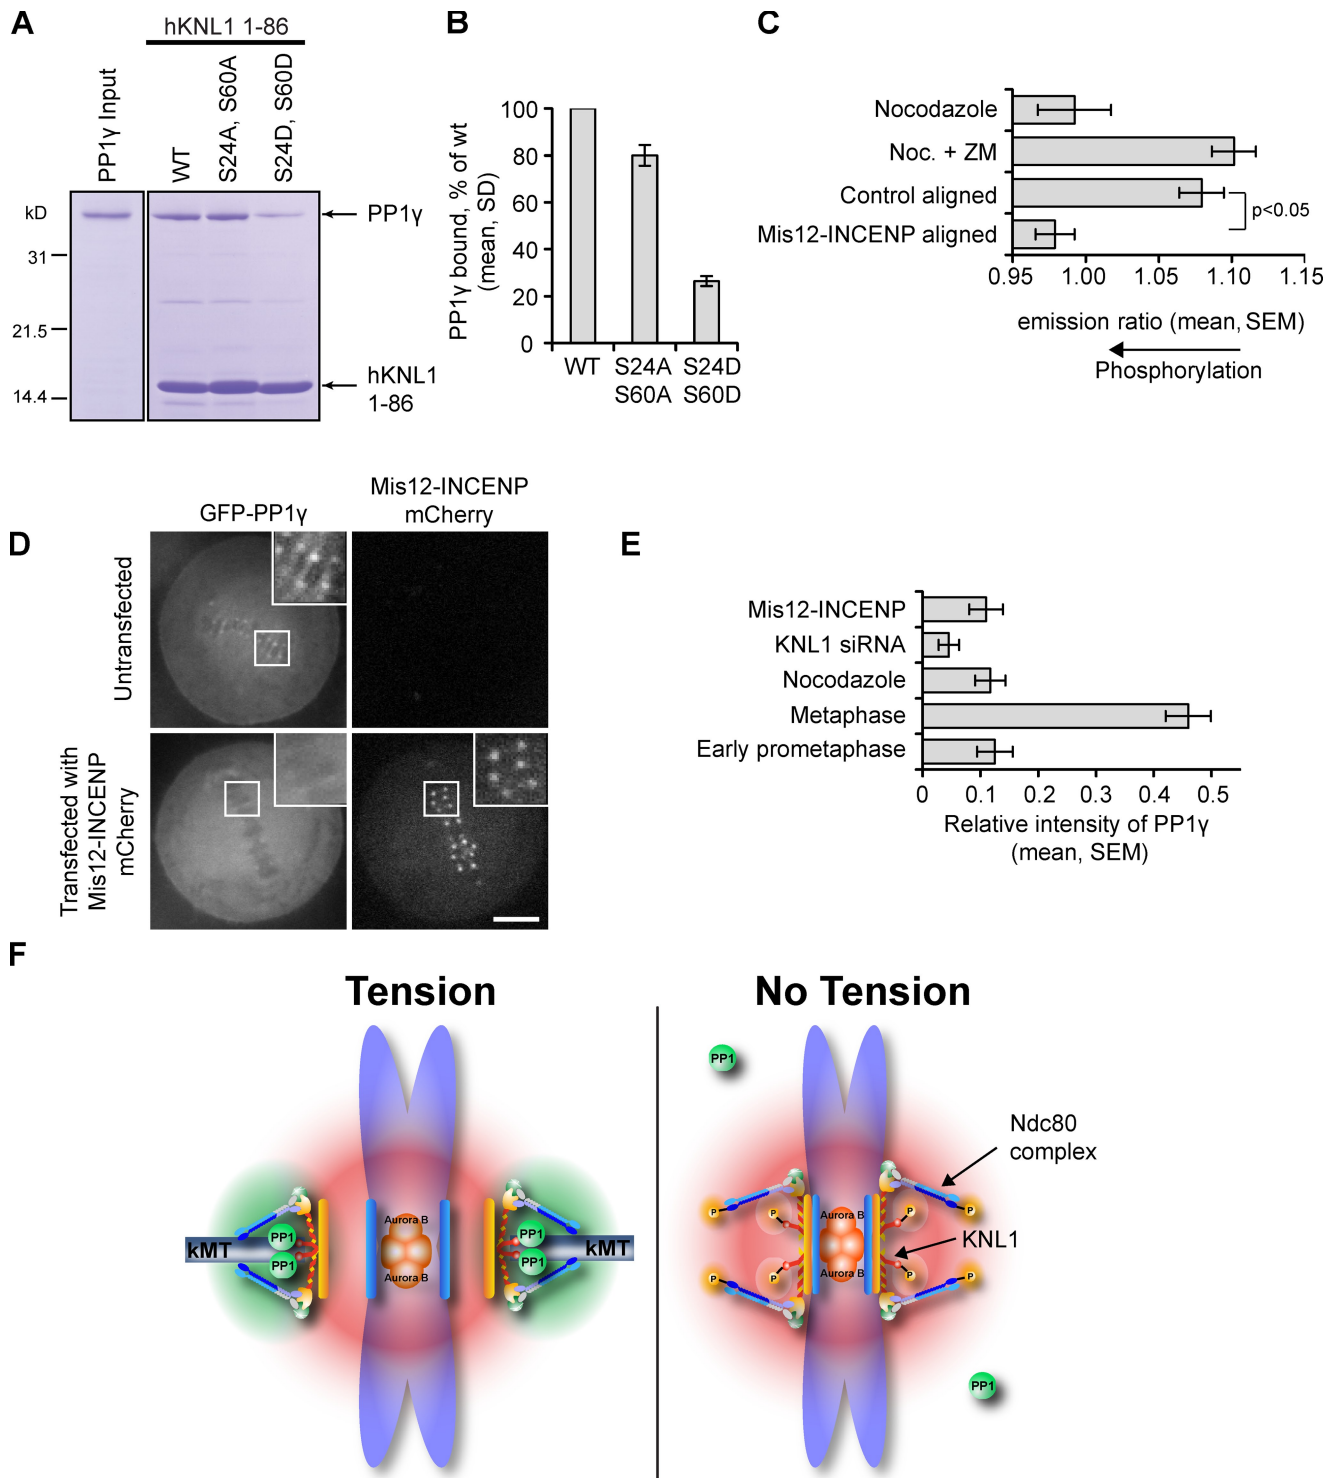 A
hKNL1 1-86
PP1γ Input
WT
S24A, S60A
S24D, S60D
kD
31
21.5
14.4
PP1γ
hKNL1
1-86
B
PP1γ bound, % of wt
(mean, SD)
100
80
60
40
20
0
WT
S24A
S60A
S24D
S60D
C
Nocodazole
Noc. + ZM
Control aligned
Mis12-INCENP aligned
p<0.05
0.95 1.00 1.05 1.10 1.15
emission ratio (mean, SEM)
Phosphorylation
D
GFP-PP1γ
Mis12-INCENP
mCherry
Untransfected
Transfected with
Mis12-INCENP
mCherry
E
Mis12-INCENP
KNL1 siRNA
Nocodazole
Metaphase
Early prometaphase
0 0.1 0.2 0.3 0.4 0.5
Relative intensity of PP1γ
(mean, SEM)
F
Tension
kMT
PP1
PP1
Aurora B
Aurora B
PP1
PP1
kMT
No Tension
PP1
Ndc80
complex
P
P
Aurora B
P
P
KNL1
P
P
Aurora B
P
P
PP1